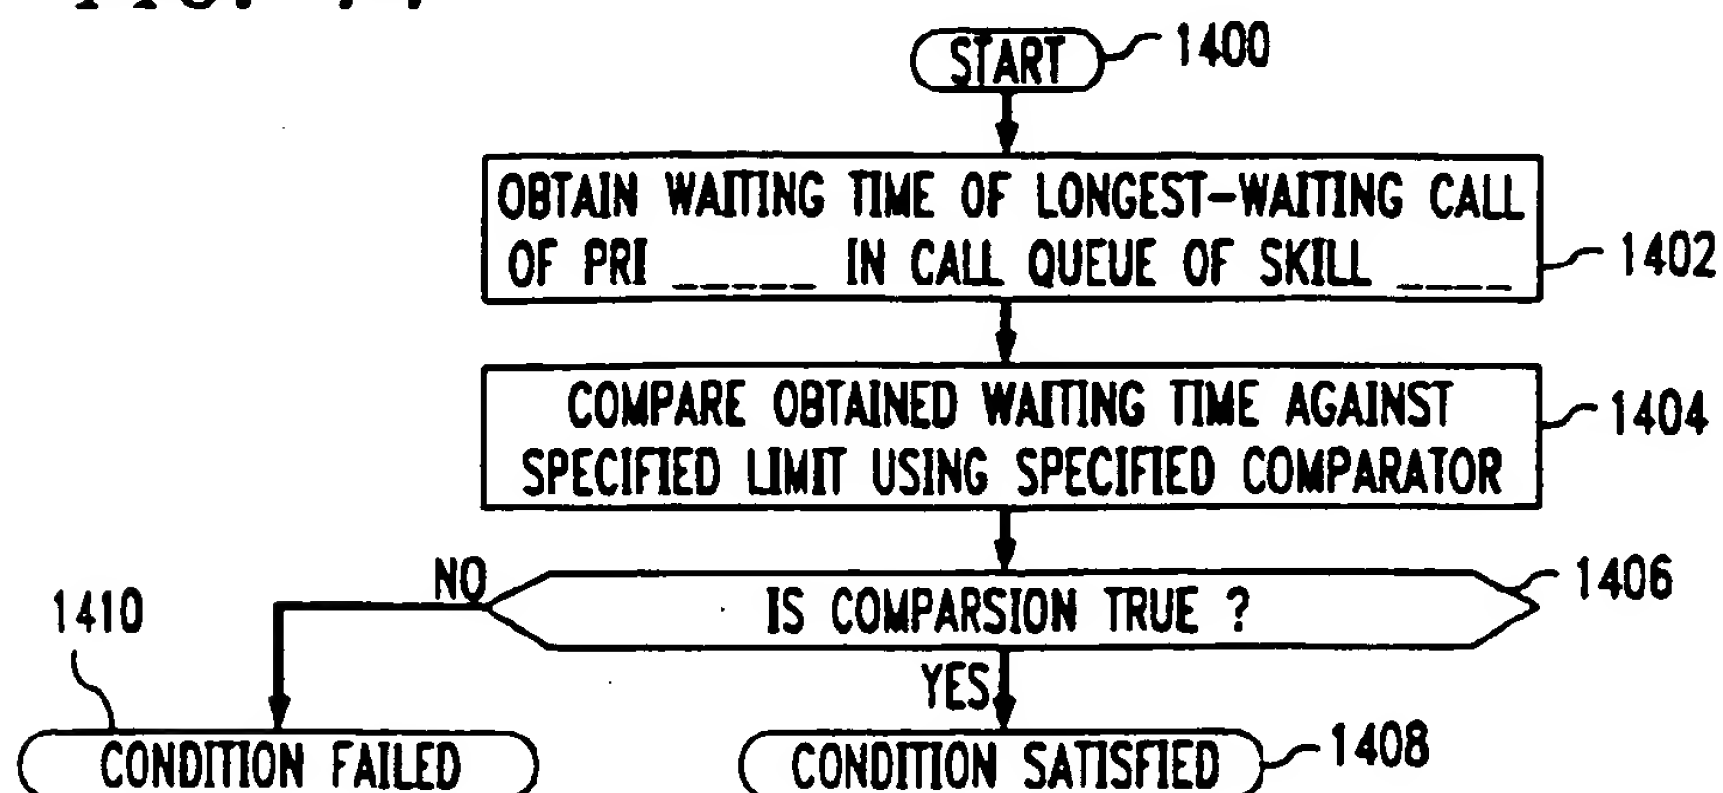 START
1400
OBTAIN WAITING TIME OF LONGEST-WAITING CALL
OF PRI _____ IN CALL QUEUE OF SKILL ____
1402
COMPARE OBTAINED WAITING TIME AGAINST
SPECIFIED LIMIT USING SPECIFIED COMPARATOR
1404
NO
IS COMPARSION TRUE ?
1406
1410
YES
CONDITION FAILED
CONDITION SATISFIED
1408